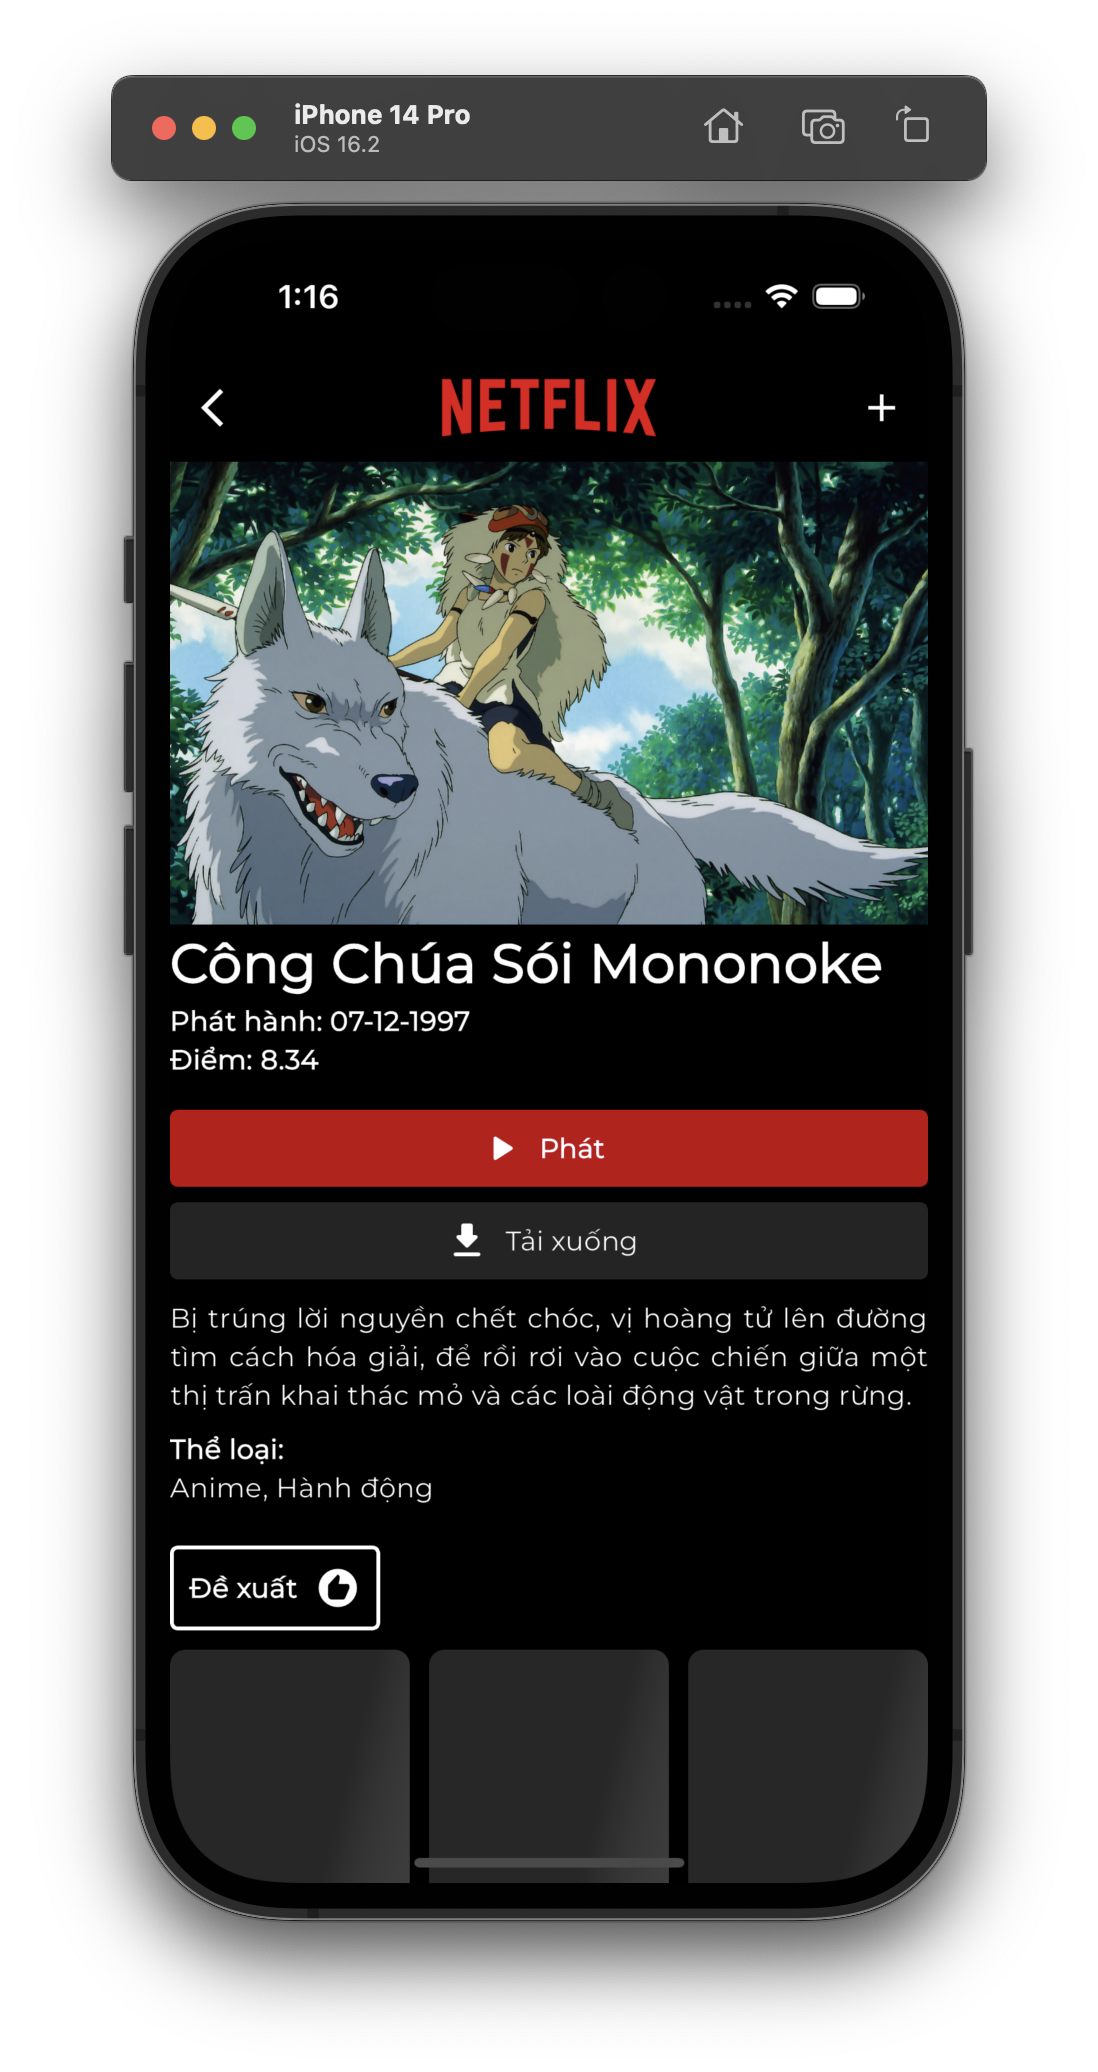 iPhone 14 Pro
iOS 16.2
1:16
NETFLIX
Công Chúa Sói Mononoke
Phát hành: 07-12-1997
Điểm: 8.34
Phát
Tải xuống
Bị trúng lời nguyền chết chóc, vị hoàng tử lên đường
tìm cách hóa giải, để rồi rơi vào cuộc chiến giữa một
thị trấn khai thác mỏ và các loài động vật trong rừng.
Thể loại:
Anime, Hành động
Đề xuất